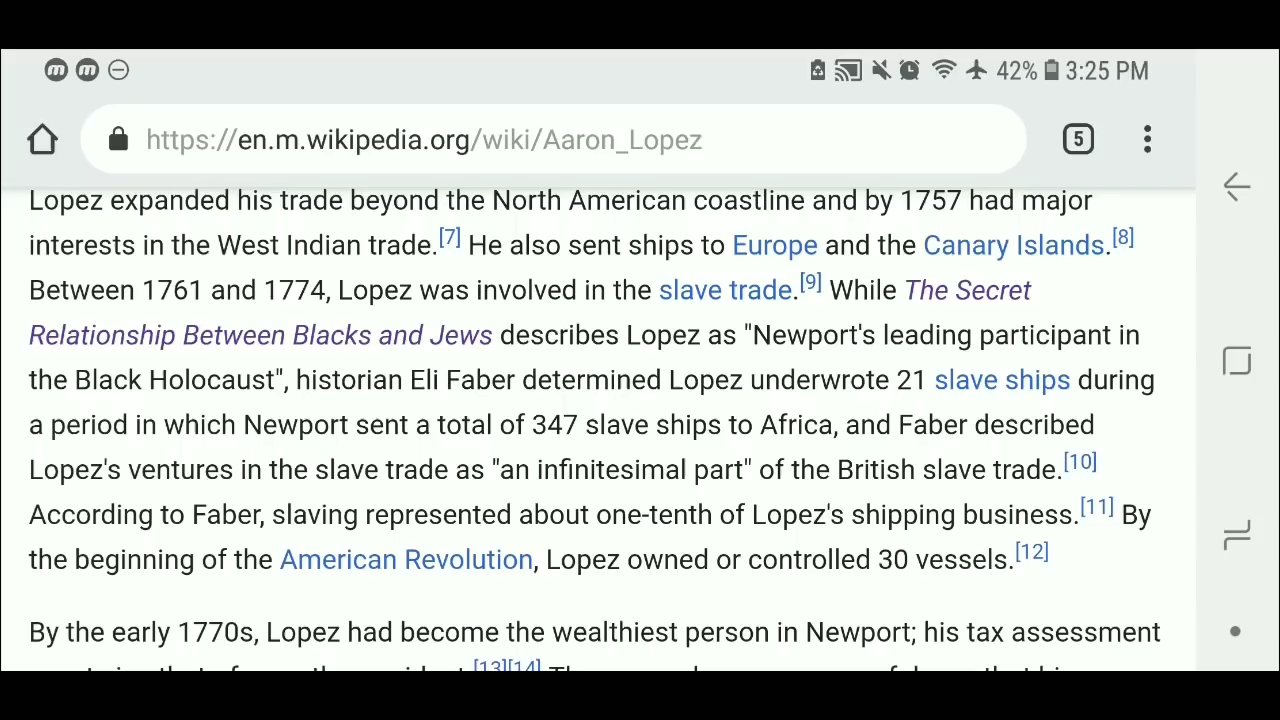 42% 3:25 PM
https://en.m.wikipedia.org/wiki/Aaron_Lopez 5
Lopez expanded his trade beyond the North American coastline and by 1757 had major
interests in the West Indian trade.[7] He also sent ships to Europe and the Canary Islands.[8]
Between 1761 and 1774, Lopez was involved in the slave trade.[9] While The Secret
Relationship Between Blacks and Jews describes Lopez as "Newport's leading participant in
the Black Holocaust", historian Eli Faber determined Lopez underwrote 21 slave ships during
a period in which Newport sent a total of 347 slave ships to Africa, and Faber described
Lopez's ventures in the slave trade as "an infinitesimal part" of the British slave trade.[10]
According to Faber, slaving represented about one-tenth of Lopez's shipping business.[11] By
the beginning of the American Revolution, Lopez owned or controlled 30 vessels.[12]
By the early 1770s, Lopez had become the wealthiest person in Newport; his tax assessment
[13][14]